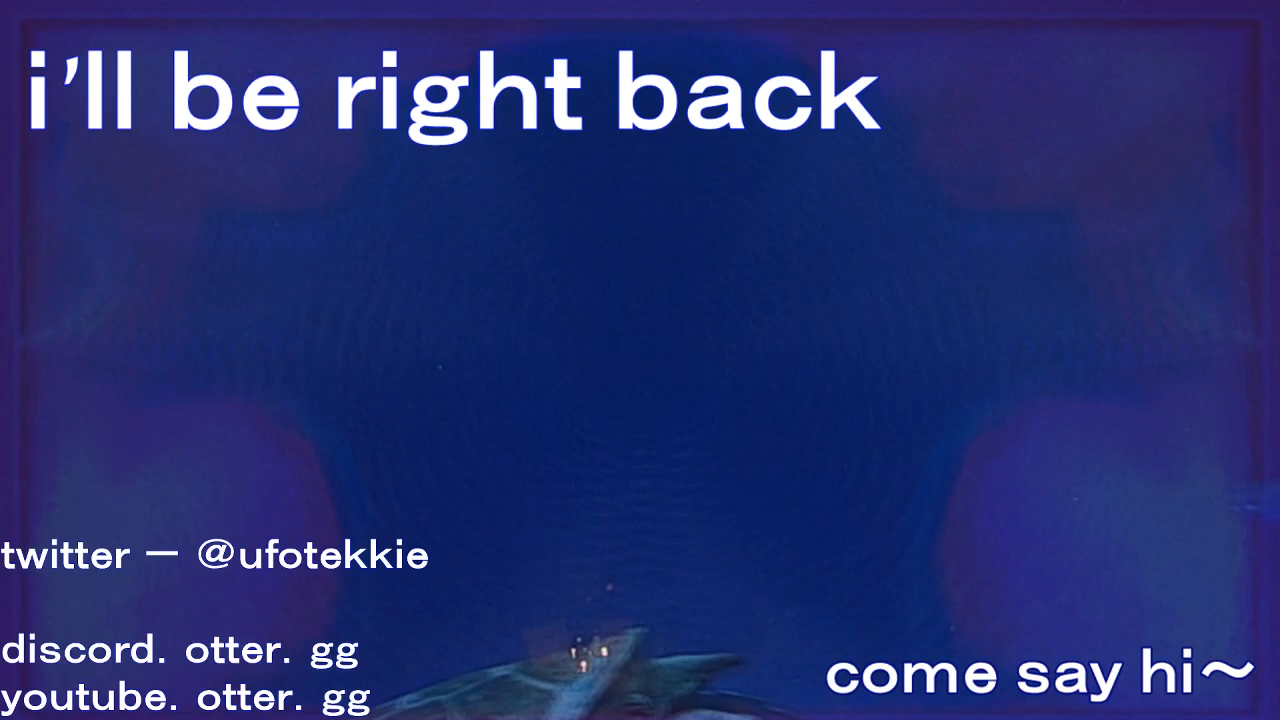 i'll be right back
twitter — @ufotekkie
discord. otter. gg
youtube. otter. gg
come say hi~